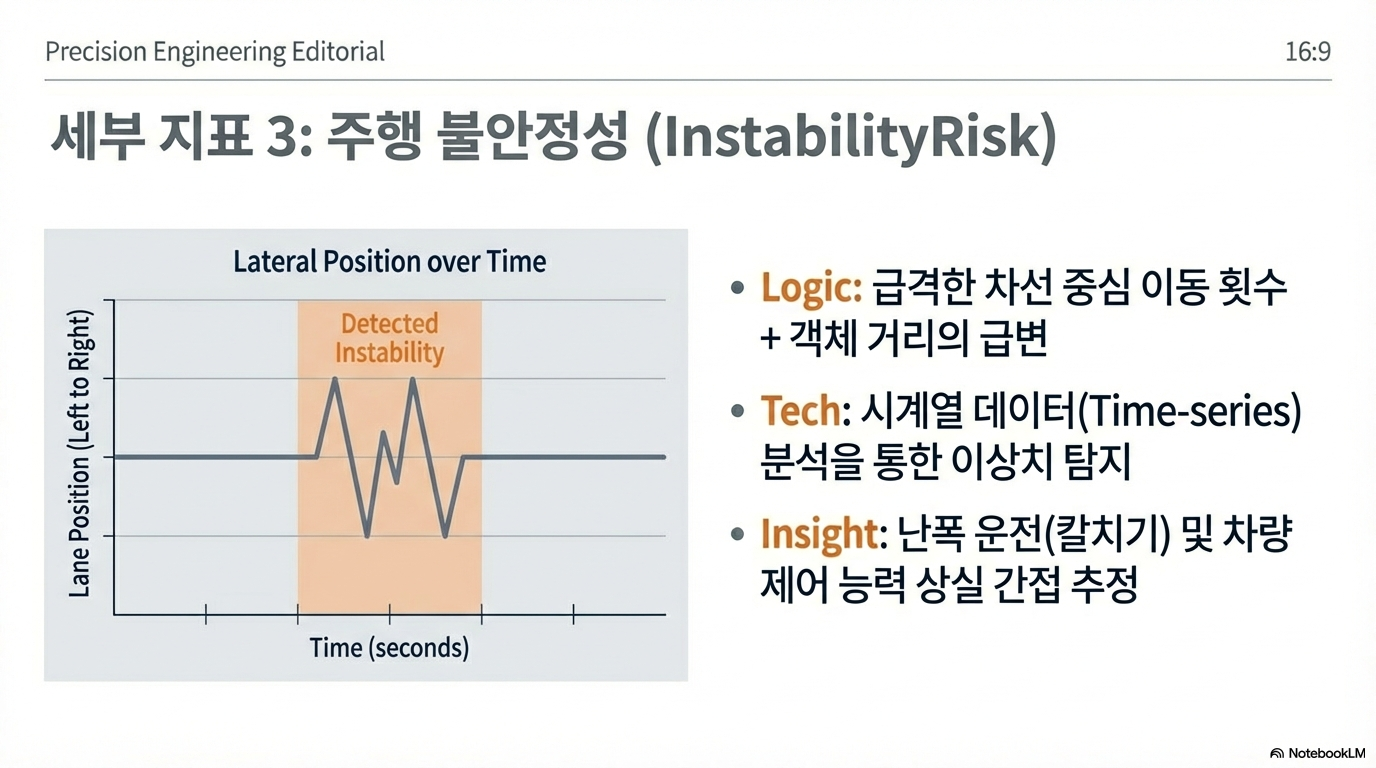 Precision Engineering Editorial
16:9
세부 지표 3: 주행 불안정성 (InstabilityRisk)
Lateral Position over Time
Detected
Instability
Lane Position (Left to Right)
Time (seconds)
• Logic: 급격한 차선 중심 이동 횟수
+ 객체 거리의 급변
• Tech: 시계열 데이터(Time-series)
분석을 통한 이상치 탐지
• Insight: 난폭 운전(칼치기) 및 차량
제어 능력 상실 간접 추정
NotebookLM